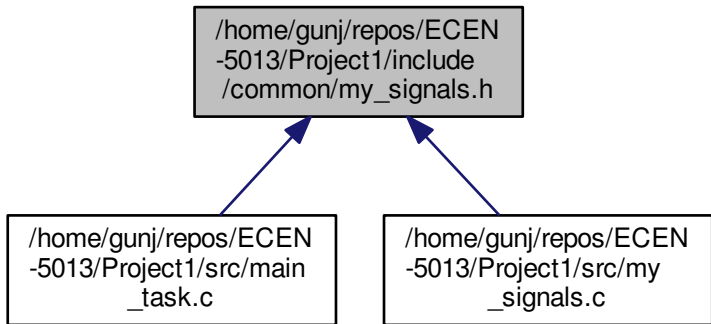 /home/gunj/repos/ECEN
-5013/Project1/include
/common/my_signals.h
/home/gunj/repos/ECEN
-5013/Project1/src/main
_task.c
/home/gunj/repos/ECEN
-5013/Project1/src/my
_signals.c